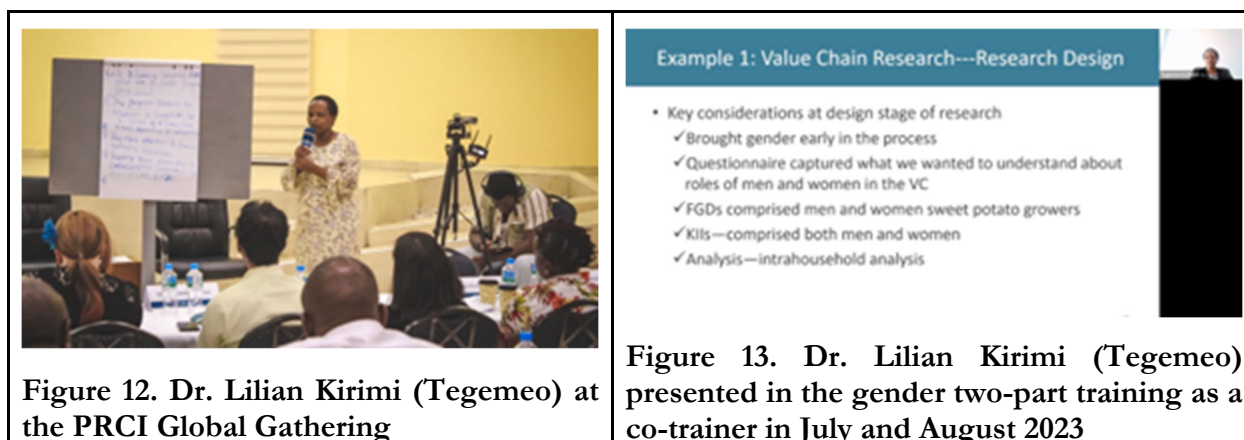 Example 1: Value Chain Research---Research Design
• Key considerations at design stage of research
✓Brought gender early in the process
✓Questionnaire captured what we wanted to understand about
roles of men and women in the VC
✓FGDs comprised men and women sweet potato growers
✓KIIs—comprised both men and women
✓Analysis—intrahousehold analysis
Figure 12. Dr. Lilian Kirimi (Tegemeo) at
the PRCI Global Gathering
Figure 13. Dr. Lilian Kirimi (Tegemeo)
presented in the gender two-part training as a
co-trainer in July and August 2023